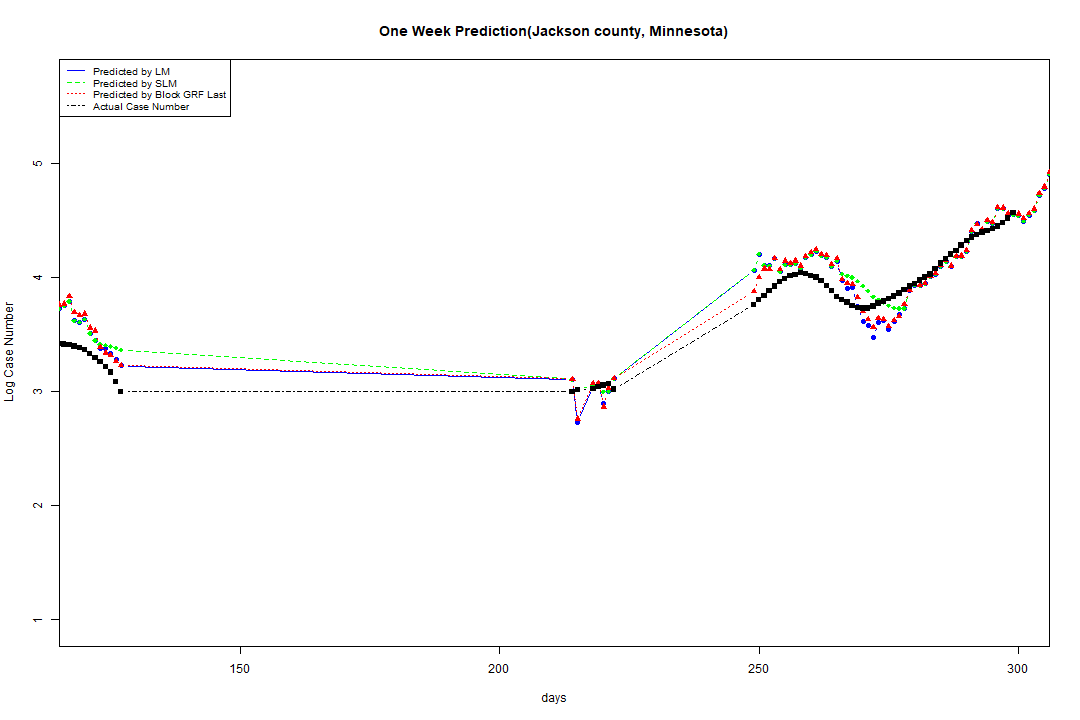 One Week Prediction(Jackson county, Minnesota)
Predicted by LM
Predicted by SLM
Predicted by Block GRF Last
Actual Case Number
5
4
3
2
1
Log Case Number
150 200 250 300
days